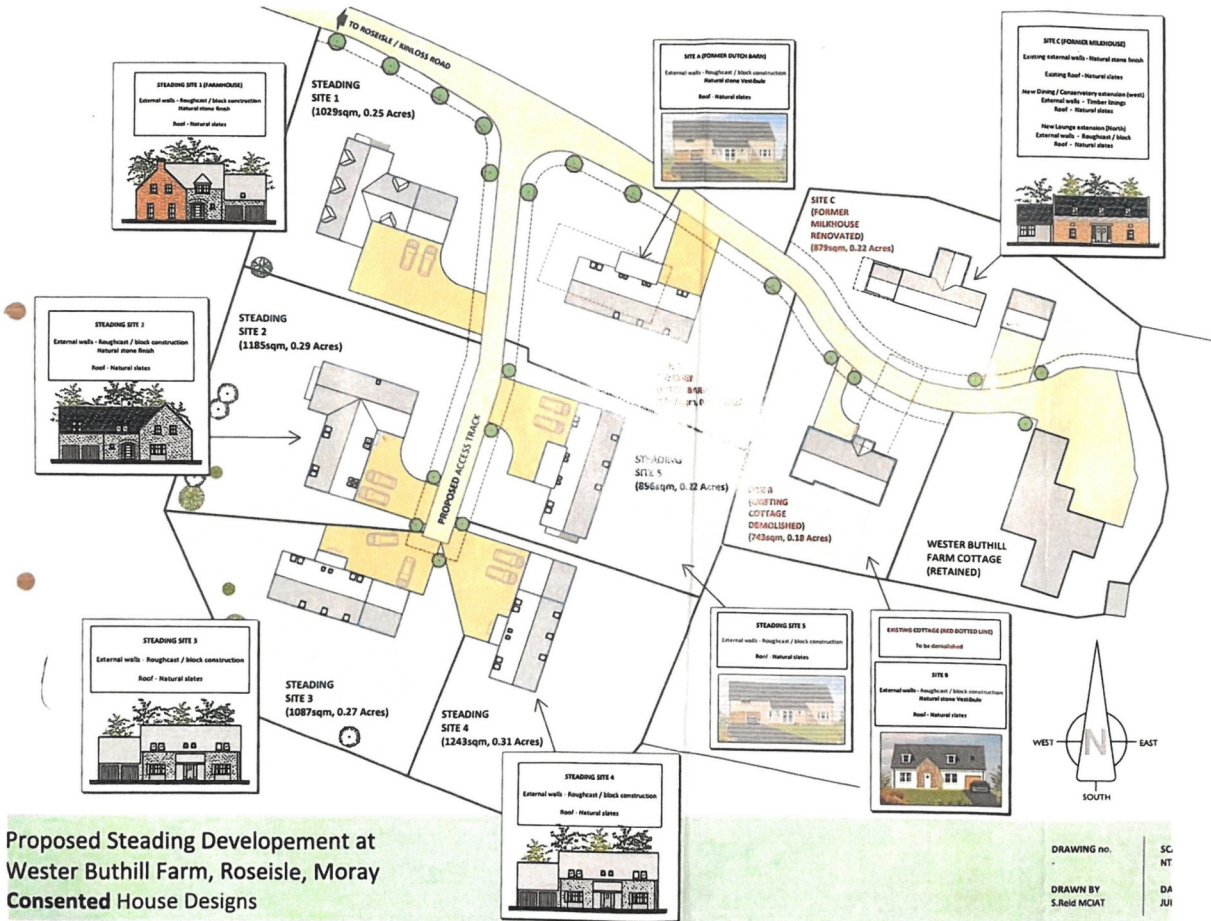 TO ROSEISLE / KINLOSS ROAD
STEADING SITE 1 (FARMHOUSE)
External walls - Roughcast / block construction
Natural stone finish
Roof - Natural slates
STEADING
SITE 1
(1029sqm, 0.25 Acres)
SITE A (FORMER DUTCH BARN)
External walls - Roughcast / block construction
Natural stone Vestibule
Roof - Natural slates
SITE C (FORMER MILKHOUSE)
Existing external walls - Natural stone finish
Existing Roof - Natural slates
New Dining / Conservatory extension (west)
External walls - Timber linings
Roof - Natural slates
New Lounge extension (North)
External walls - Roughcast / block
Roof - Natural slates
SITE C
(FORMER
MILKHOUSE
RENOVATED)
(879sqm, 0.22 Acres)
STEADING SITE 2
External walls - Roughcast / block construction
Natural stone finish
Roof - Natural slates
STEADING
SITE 2
(1185sqm, 0.29 Acres)
BARN
PROPOSED ACCESS TRACK
STEADING
SITE 5
(896sqm, 0.22 Acres)
SITE B
(EXISTING
COTTAGE
DEMOLISHED)
(743sqm, 0.18 Acres)
WESTER BUTHILL
FARM COTTAGE
(RETAINED)
STEADING SITE 3
External walls - Roughcast / block construction
Roof - Natural slates
STEADING
SITE 3
(1087sqm, 0.27 Acres)
STEADING
SITE 4
(1243sqm, 0.31 Acres)
STEADING SITE 5
External walls - Roughcast / block construction
Roof - Natural slates
EXISTING COTTAGE (RED DOTTED LINE)
To be demolished
SITE B
External walls - Roughcast / block construction
Natural stone Vestibule
Roof - Natural slates
STEADING SITE 4
External walls - Roughcast / block construction
Roof - Natural slates
WEST
N
EAST
SOUTH
Proposed Steading Developement at
Wester Buthill Farm, Roseisle, Moray
Consented House Designs
DRAWING no.
-
DRAWN BY
S.Reid MCIAT